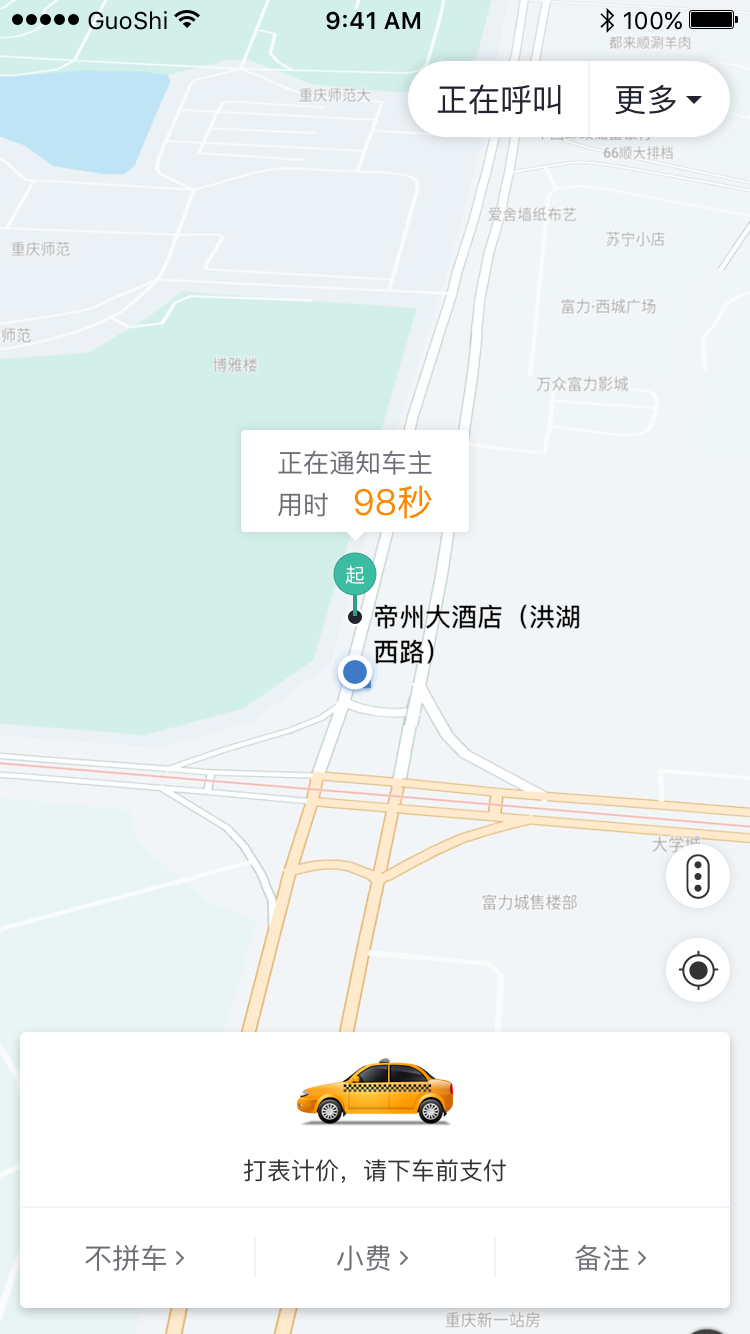 GuoShi 9:41 AM 100%
都来顺涮羊肉
重庆师范大
正在呼叫 更多
66顺大排档
爱舍墙纸布艺
苏宁小店
重庆师范
富力·西城广场
师范
博雅楼
万众富力影城
正在通知车主
用时 98秒
起
帝州大酒店（洪湖
西路）
大学城
富力城售楼部
打表计价，请下车前支付
不拼车 小费 备注
重庆新一站房